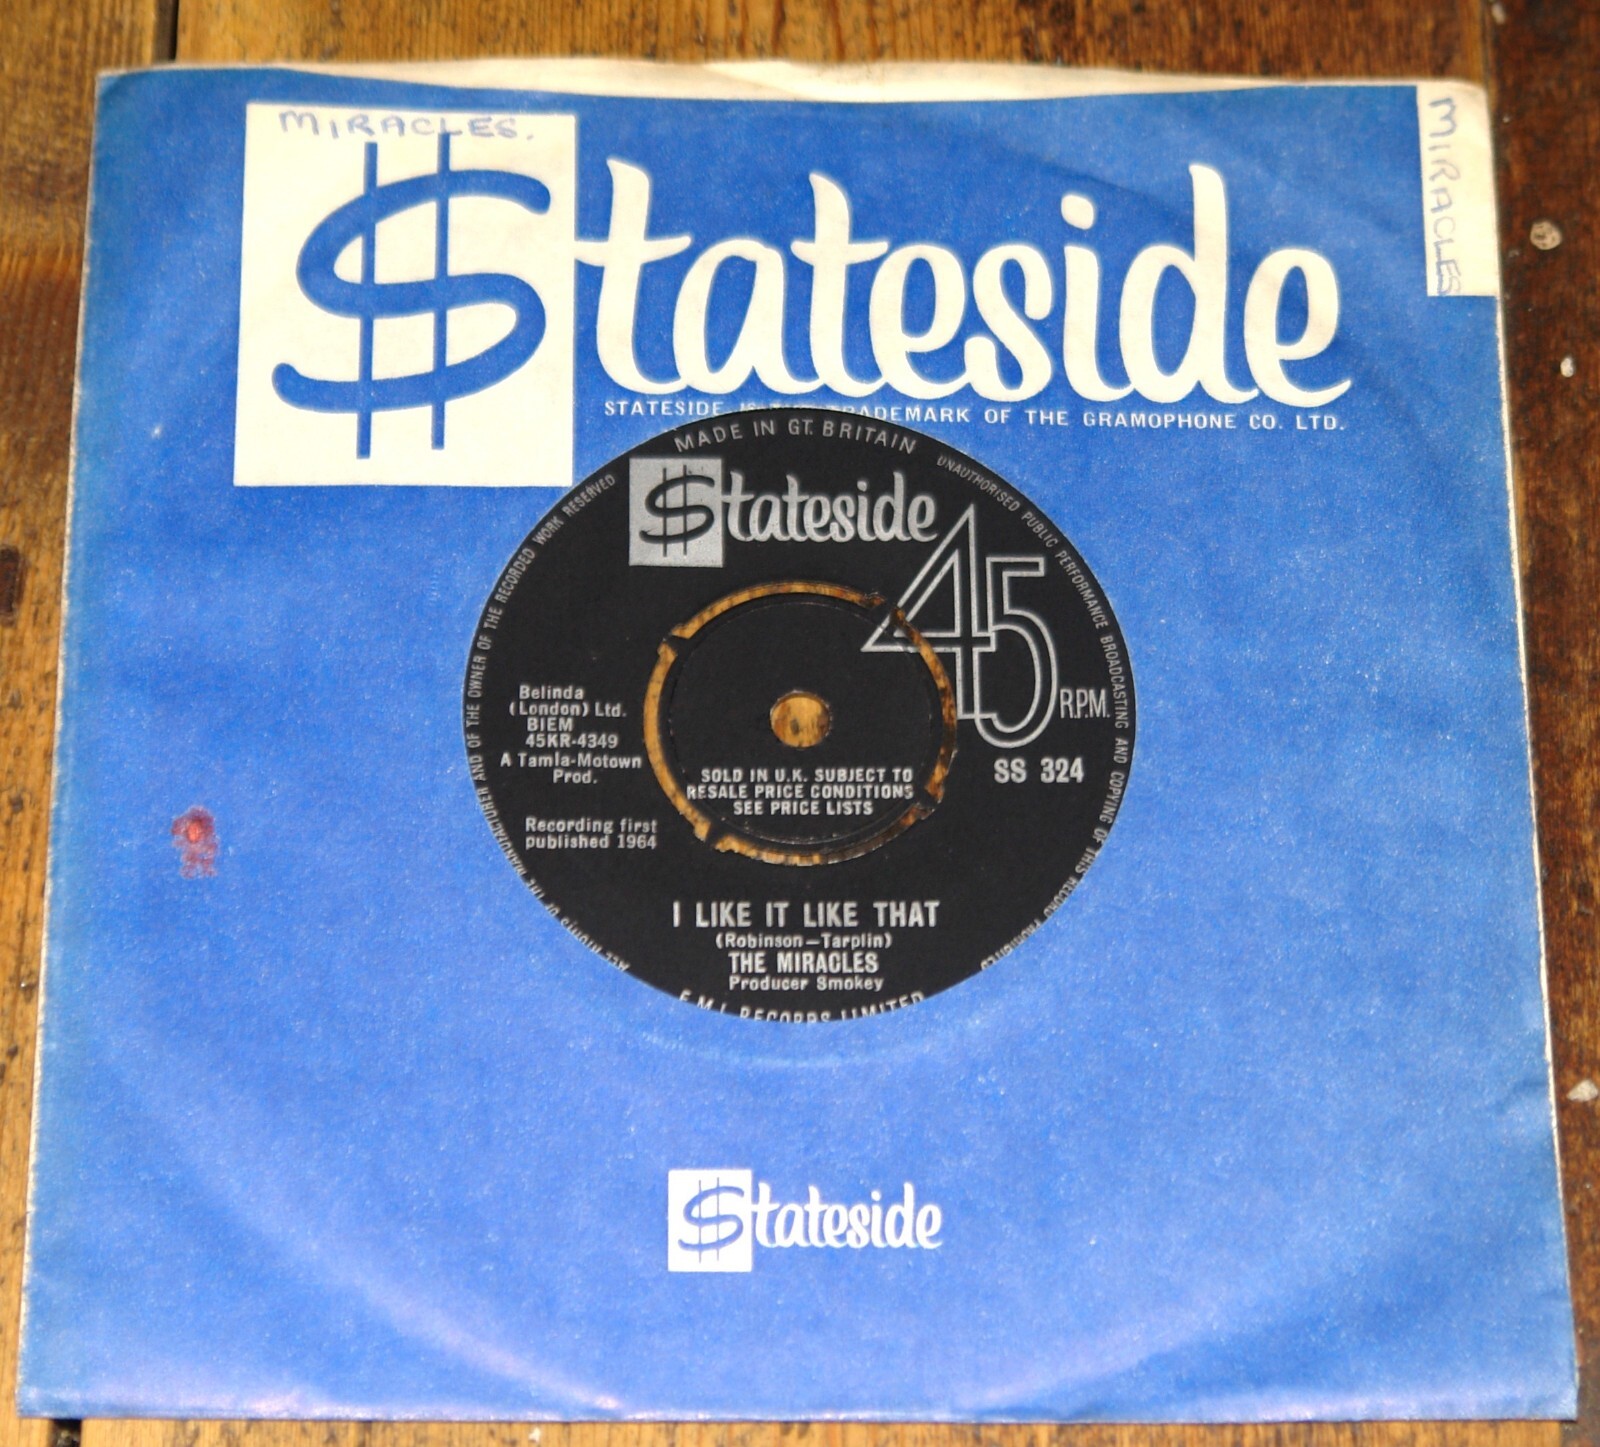 MIRACLES.
MIRACLES
Stateside
STATESIDE IS THE TRADEMARK OF THE GRAMOPHONE CO. LTD.
MADE IN GT. BRITAIN
UNAUTHORISED PUBLIC PERFORMANCE BROADCASTING AND COPYING OF THIS RECORD PROHIBITED
ALL RIGHTS OF THE MANUFACTURER AND OF THE OWNER OF THE RECORDED WORK RESERVED
Stateside
45
R.P.M.
SS 324
Belinda
(London) Ltd.
BIEM
45KR-4349
A Tamla-Motown
Prod.
SOLD IN U.K. SUBJECT TO
RESALE PRICE CONDITIONS
SEE PRICE LISTS
Recording first
published 1964
I LIKE IT LIKE THAT
(Robinson—Tarplin)
THE MIRACLES
Producer Smokey
E.M.I. RECORDS LIMITED
Stateside